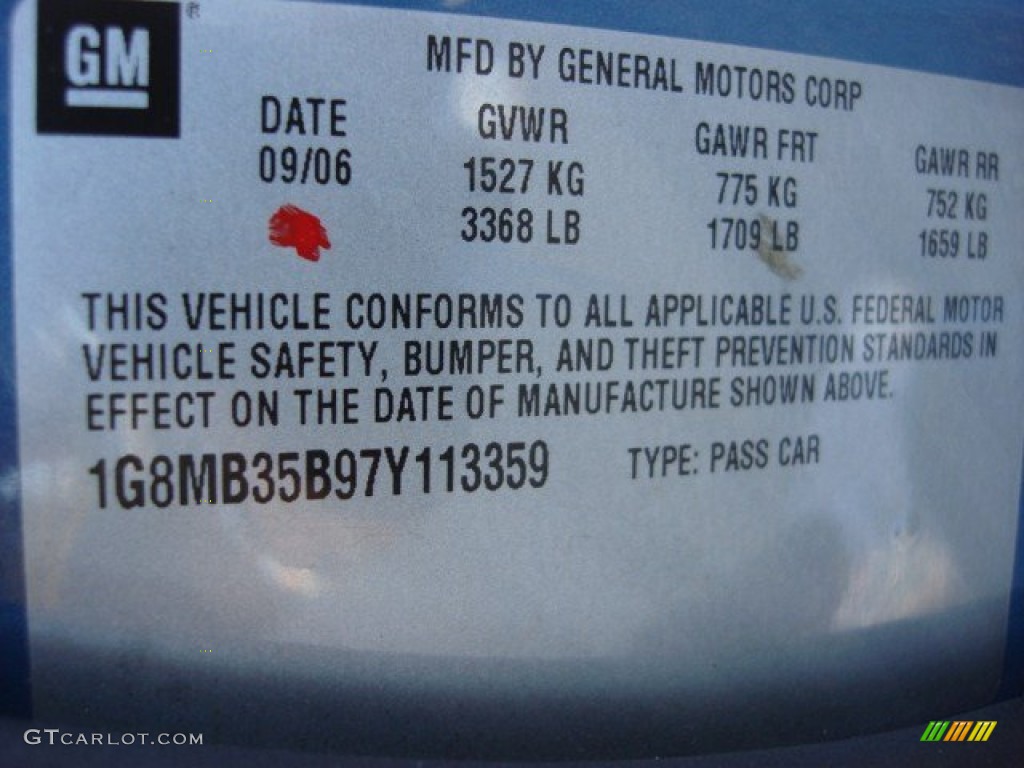 GM ®
MFD BY GENERAL MOTORS CORP
DATE GVWR GAWR FRT GAWR RR
09/06 1527 KG 775 KG 752 KG
3368 LB 1709 LB 1659 LB
THIS VEHICLE CONFORMS TO ALL APPLICABLE U.S. FEDERAL MOTOR
VEHICLE SAFETY, BUMPER, AND THEFT PREVENTION STANDARDS IN
EFFECT ON THE DATE OF MANUFACTURE SHOWN ABOVE.
1G8MB35B97Y113359 TYPE: PASS CAR
GTCARLOT.COM